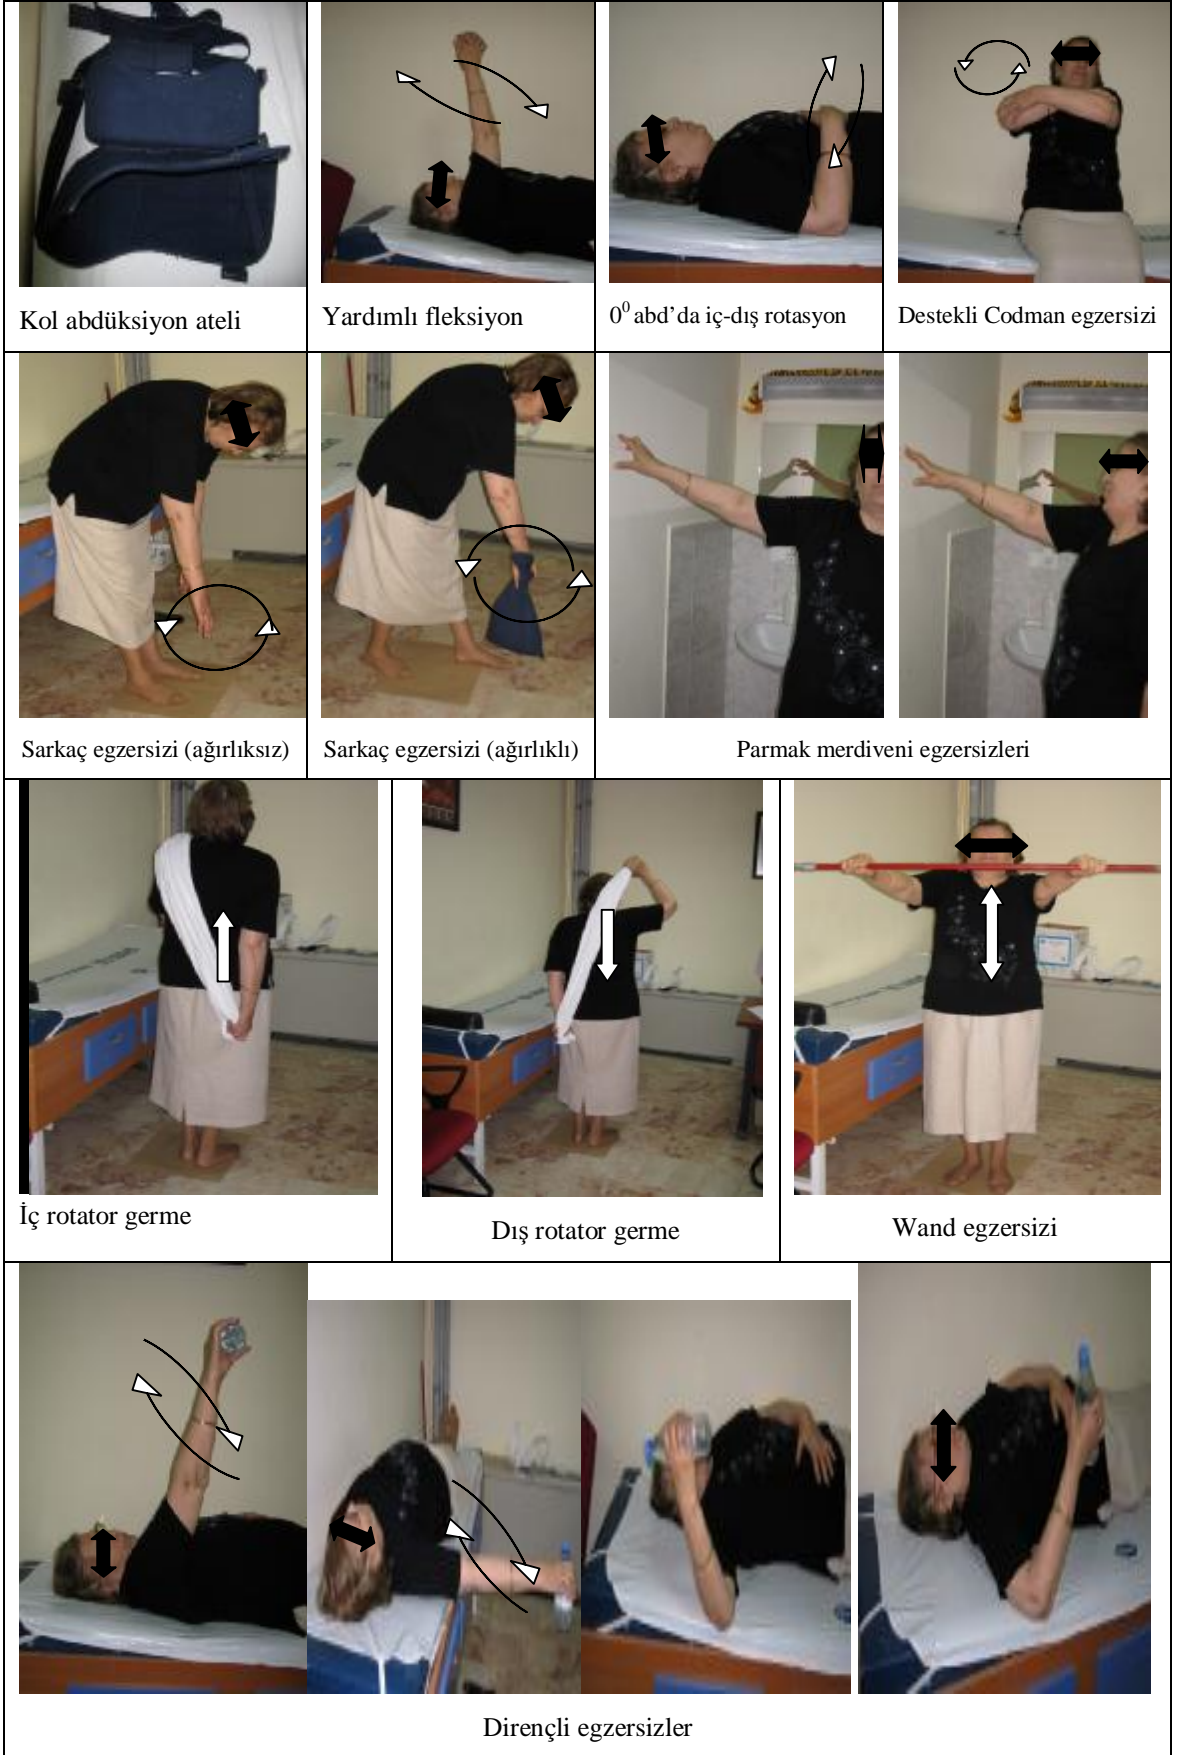 Kol abdüksiyon ateli
Yardımlı fleksiyon
0⁰ abd’da iç-dış rotasyon
Destekli Codman egzersizi
Sarkaç egzersizi (ağırlıksız)
Sarkaç egzersizi (ağırlıklı)
Parmak merdiveni egzersizleri
İç rotator germe
Dış rotator germe
Wand egzersizi
Dirençli egzersizler